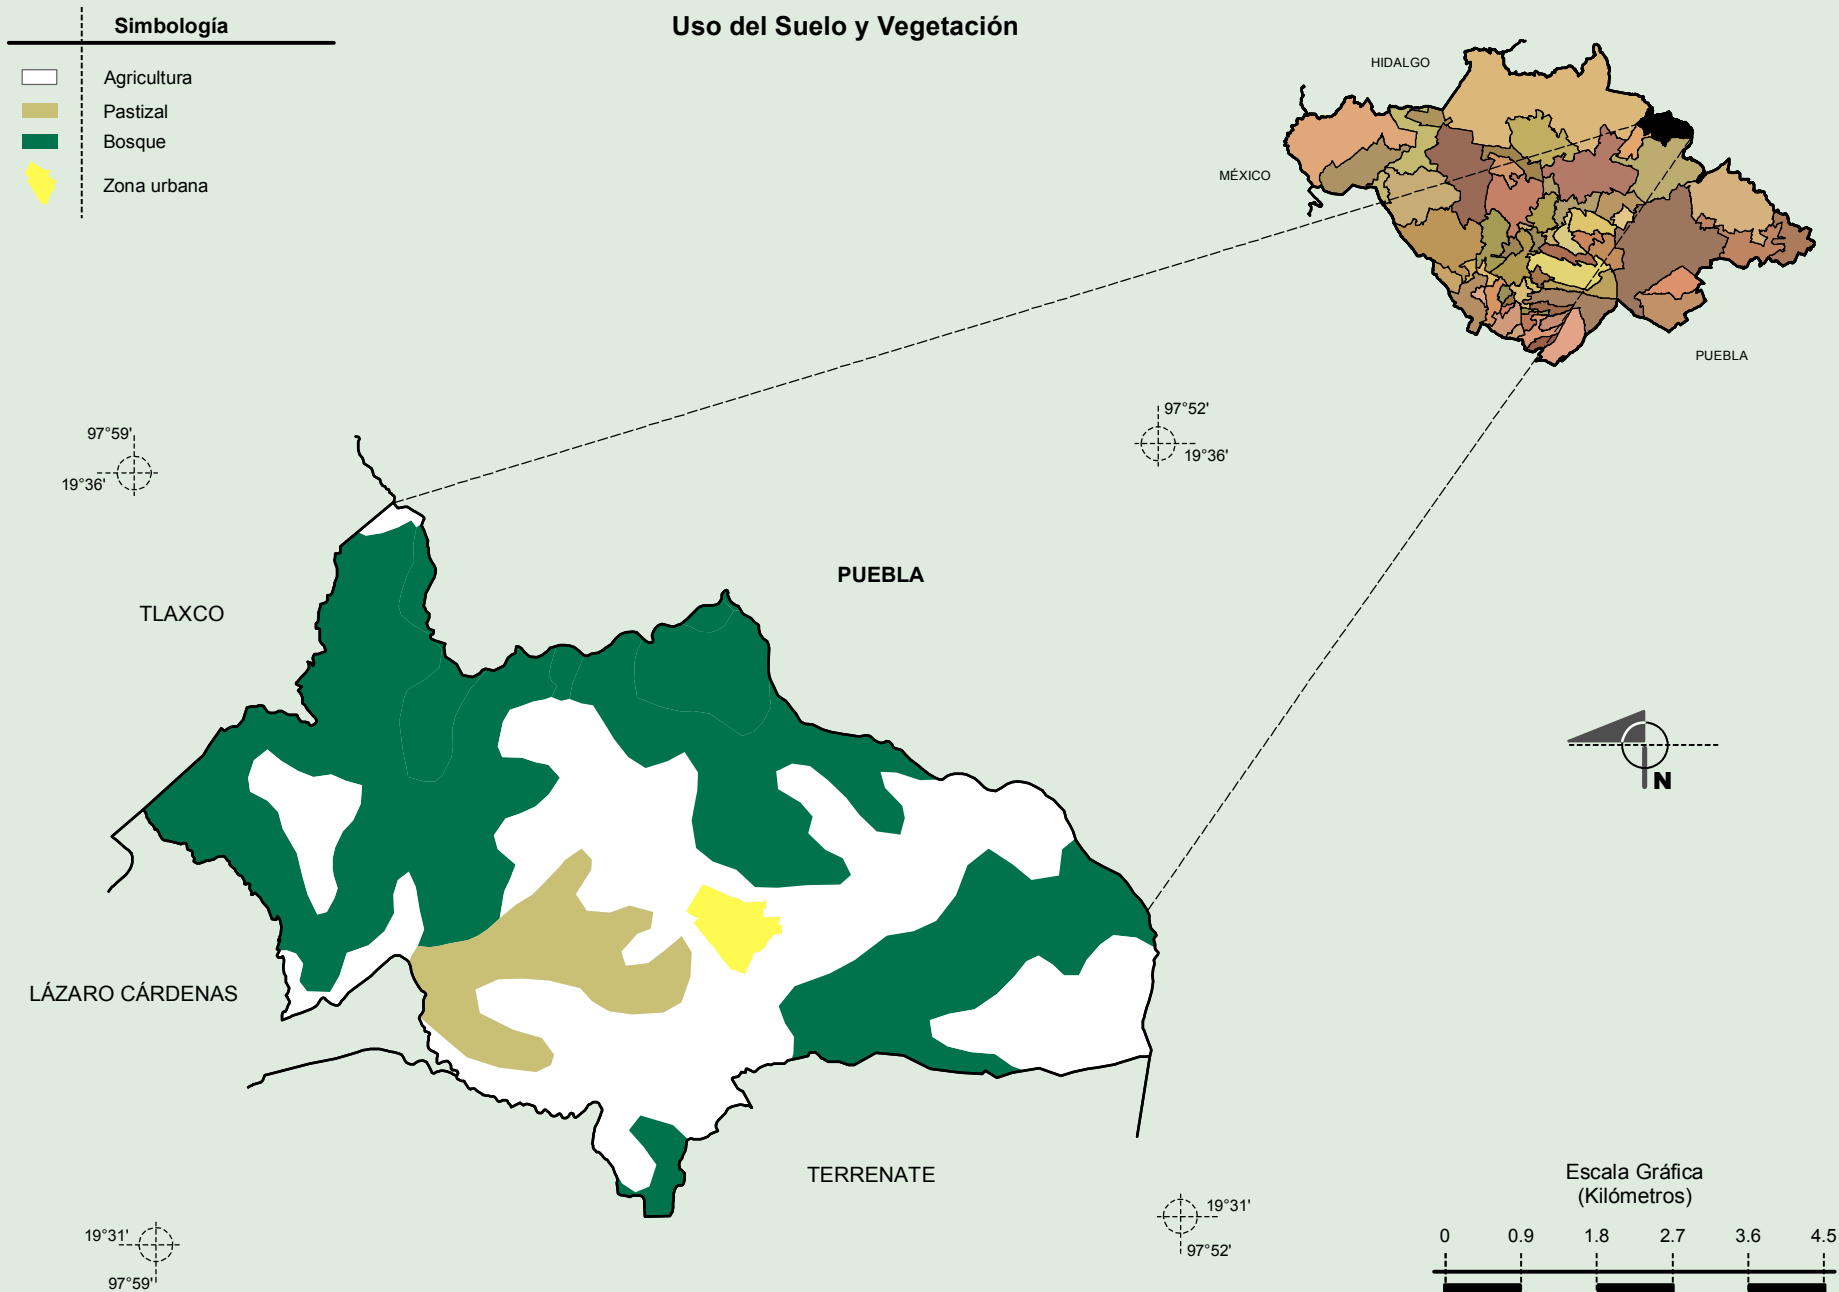 Simbología
Agricultura
Pastizal
Bosque
Zona urbana
Uso del Suelo y Vegetación
HIDALGO
MÉXICO
PUEBLA
97°59'
19°36'
97°52'
19°36'
PUEBLA
TLAXCO
LÁZARO CÁRDENAS
TERRENATE
N
19°31'
97°59'
19°31'
97°52'
Escala Gráfica
(Kilómetros)
0 0.9 1.8 2.7 3.6 4.5